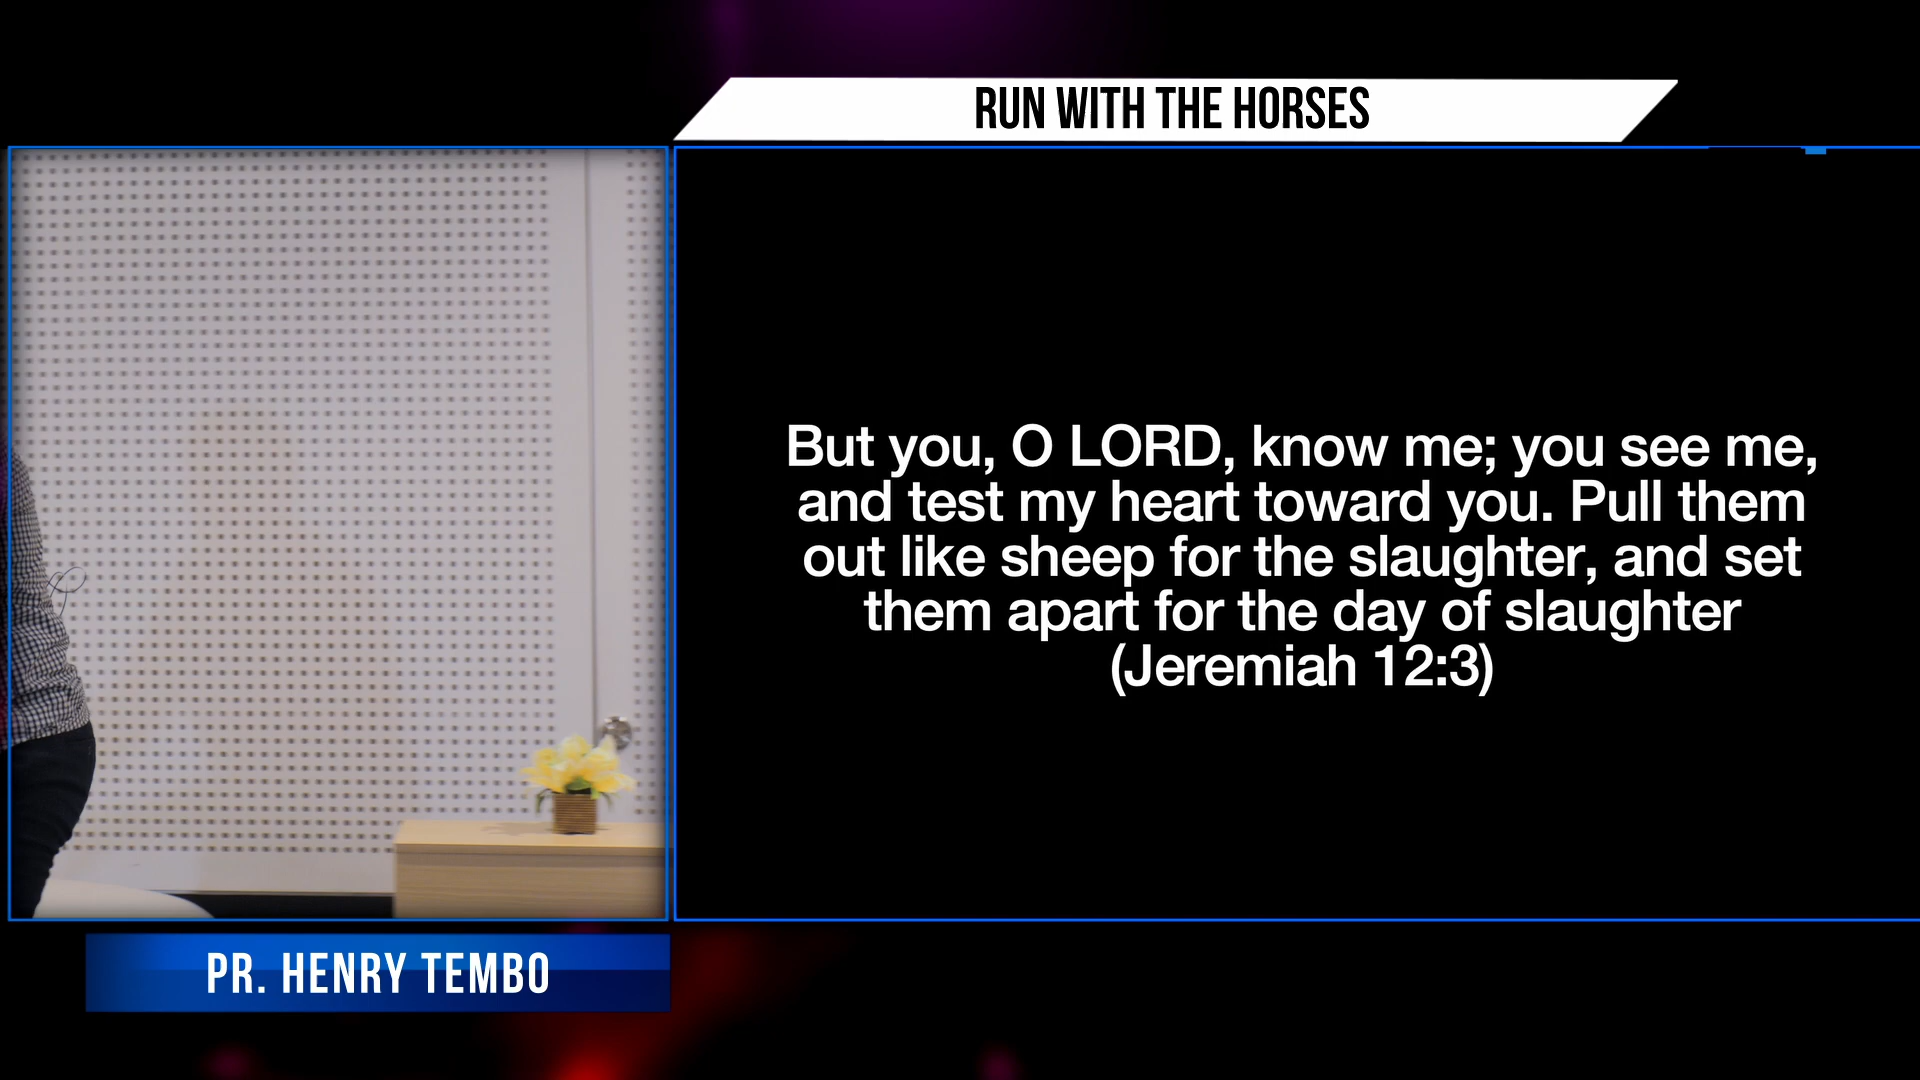 RUN WITH THE HORSES
But you, O LORD, know me; you see me,
and test my heart toward you. Pull them
out like sheep for the slaughter, and set
them apart for the day of slaughter
(Jeremiah 12:3)
PR. HENRY TEMBO